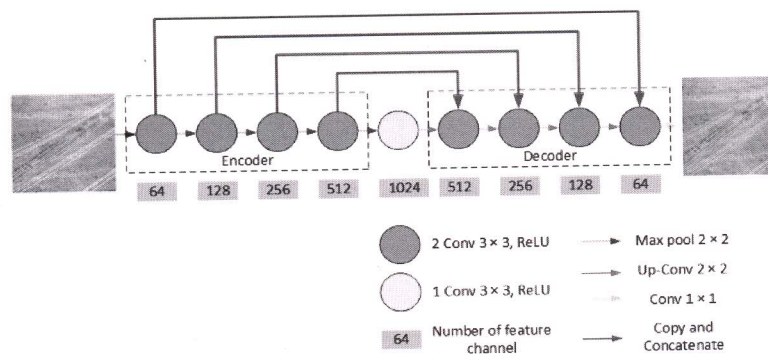 Encoder
Decoder
64 128 256 512 1024 512 256 128 64
2 Conv 3 × 3, ReLU
Max pool 2 × 2
Up-Conv 2 × 2
1 Conv 3 × 3, ReLU
Conv 1 × 1
64 Number of feature channel
Copy and Concatenate